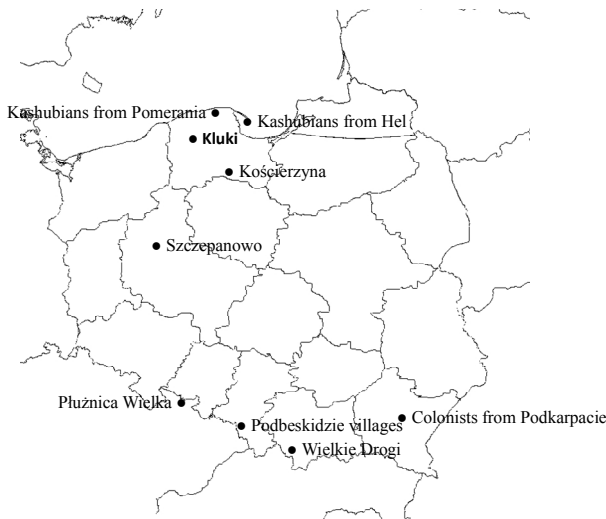 Kashubians from Pomerania
Kashubians from Hel
Kluki
Kościerzyna
Szczepanowo
Płużnica Wielka
Podbeskidzie villages
Colonists from Podkarpacie
Wielkie Drogi